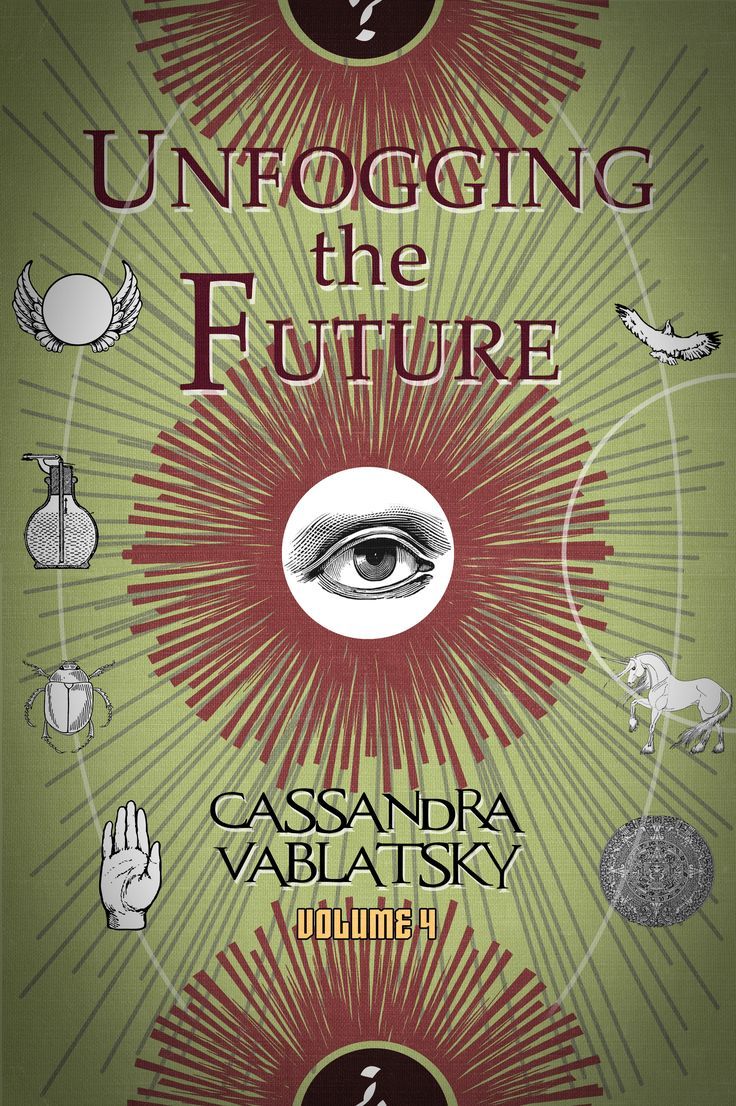 ?
UNFOGGING
the
FUTURE
CASSANDRA
VABLATSKY
VOLUME 4
?